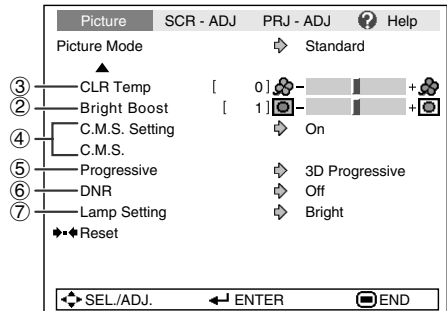 Picture SCR - ADJ PRJ - ADJ ? Help
Picture Mode Standard
③ CLR Temp [ 0] - +
② Bright Boost [ 1] - +
④ C.M.S. Setting On
C.M.S.
⑤ Progressive 3D Progressive
⑥ DNR Off
⑦ Lamp Setting Bright
Reset
SEL./ADJ. ENTER END